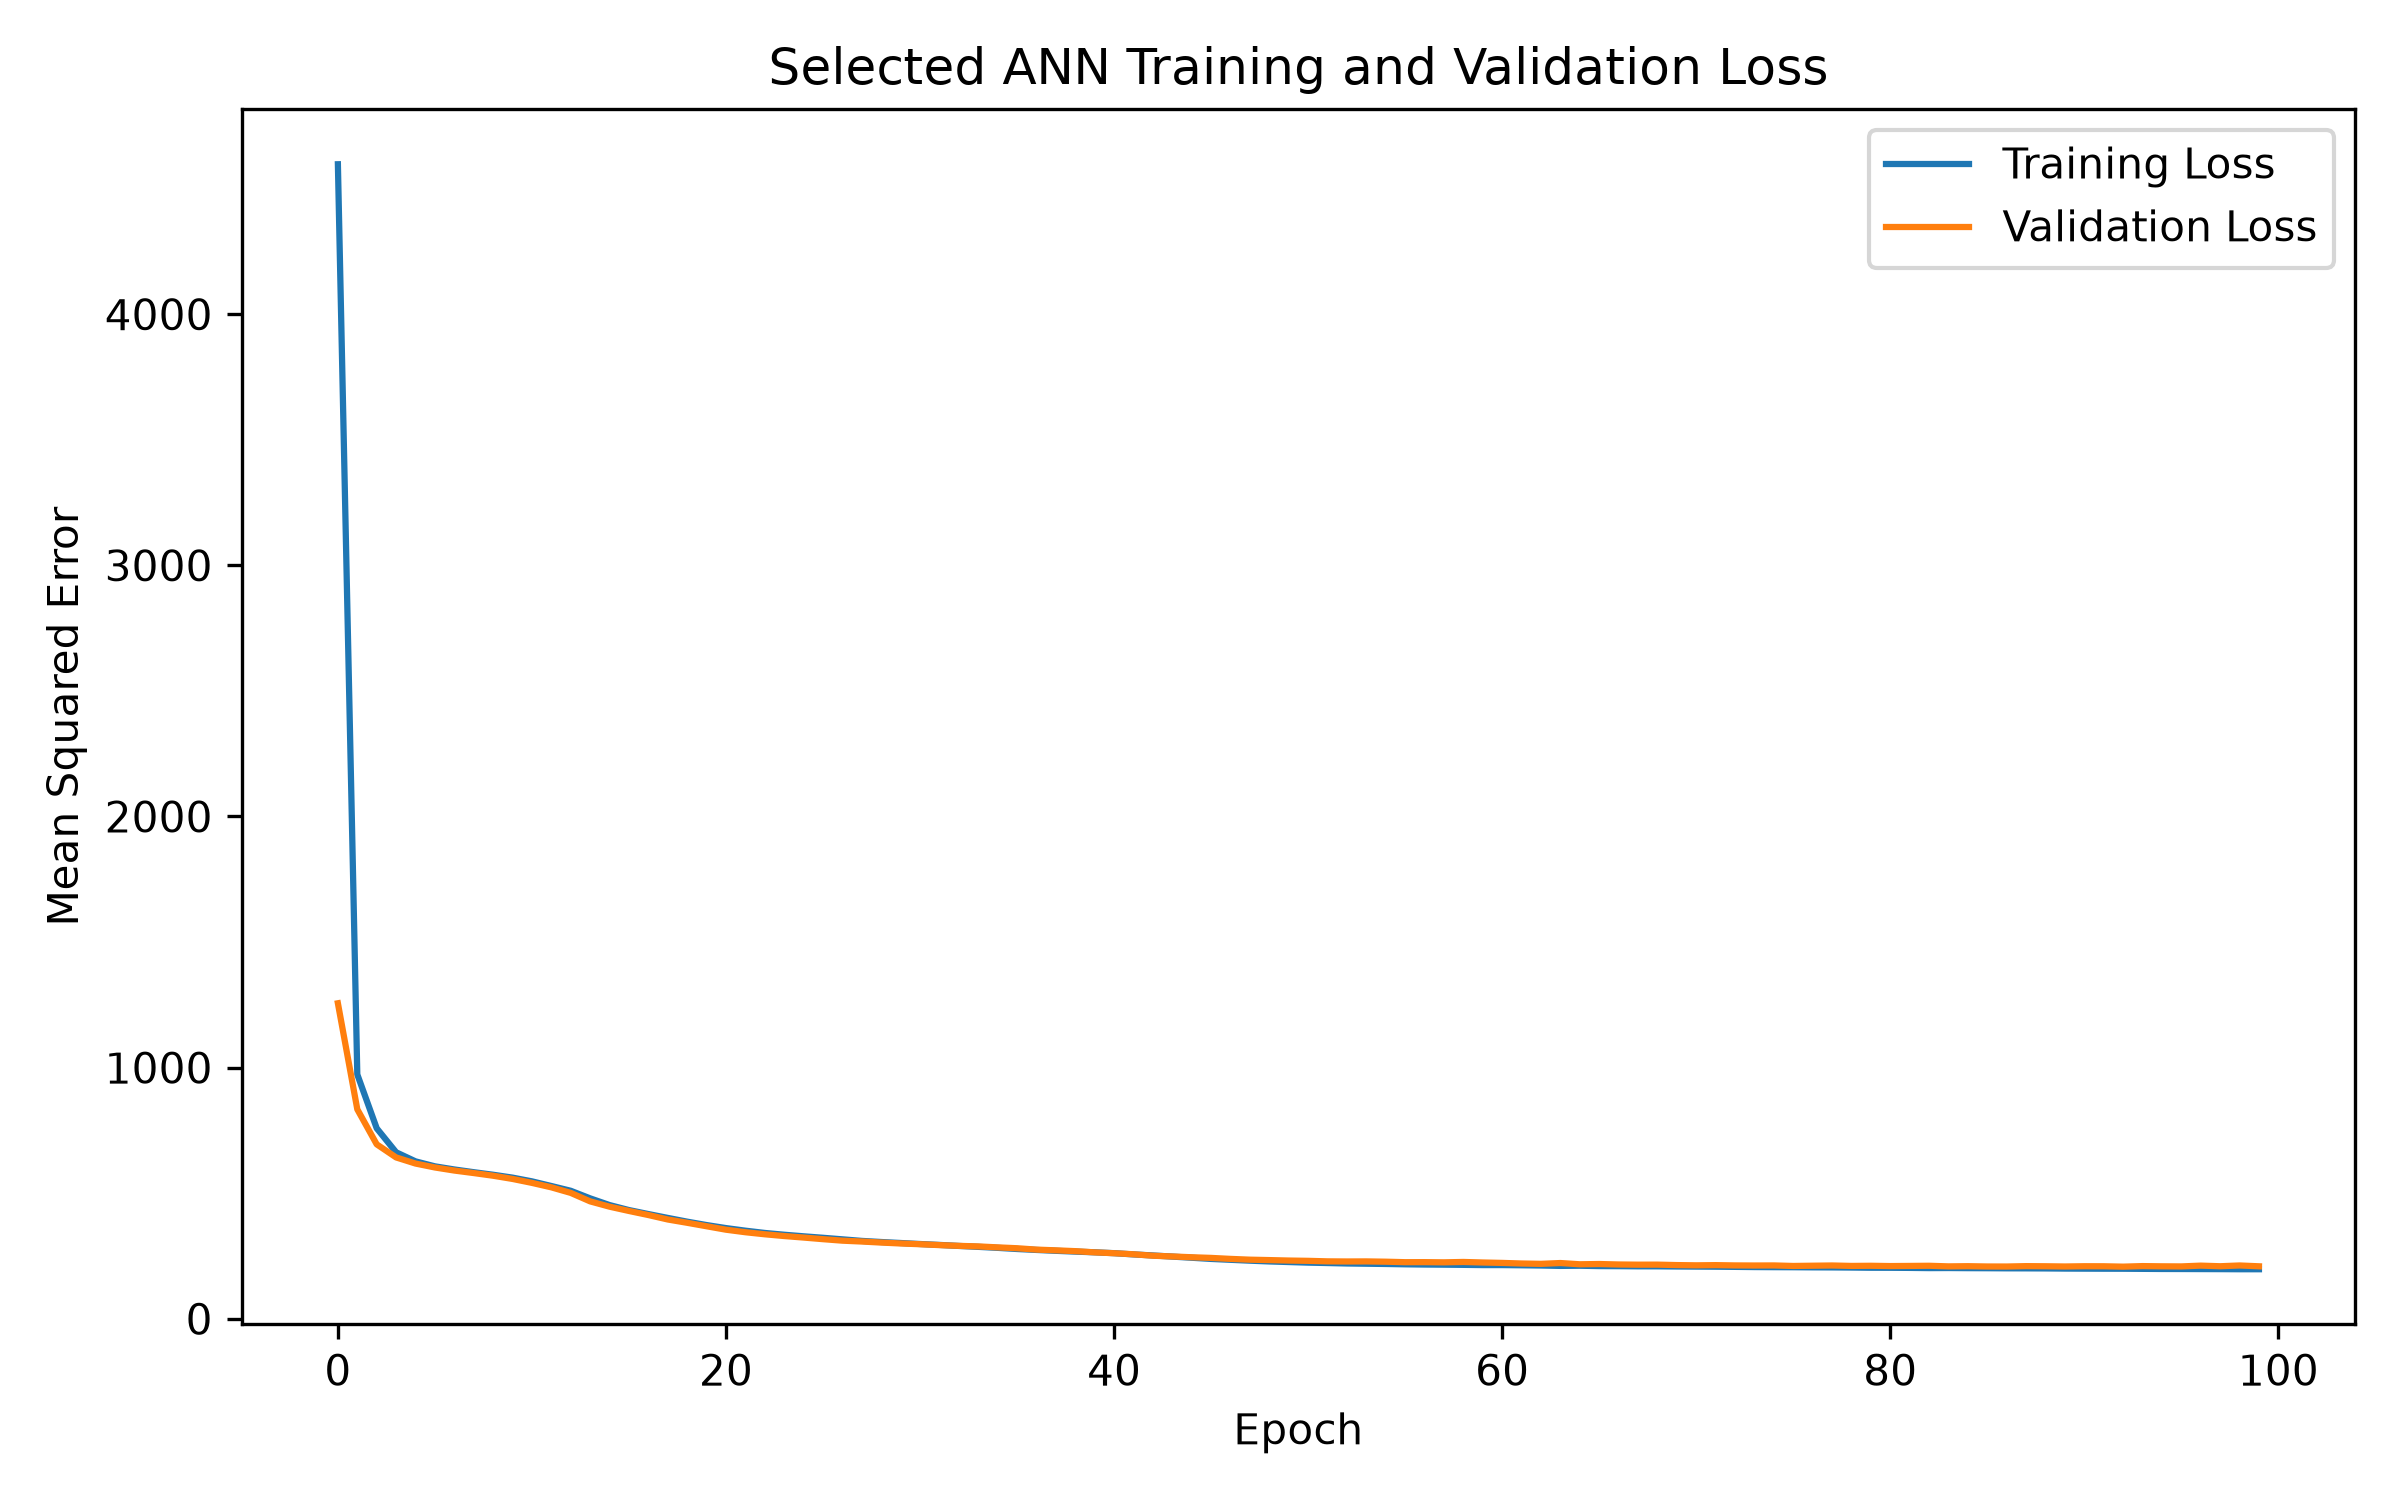 Selected ANN Training and Validation Loss
Training Loss
Validation Loss
Mean Squared Error
4000
3000
2000
1000
0
0 20 40 60 80 100
Epoch